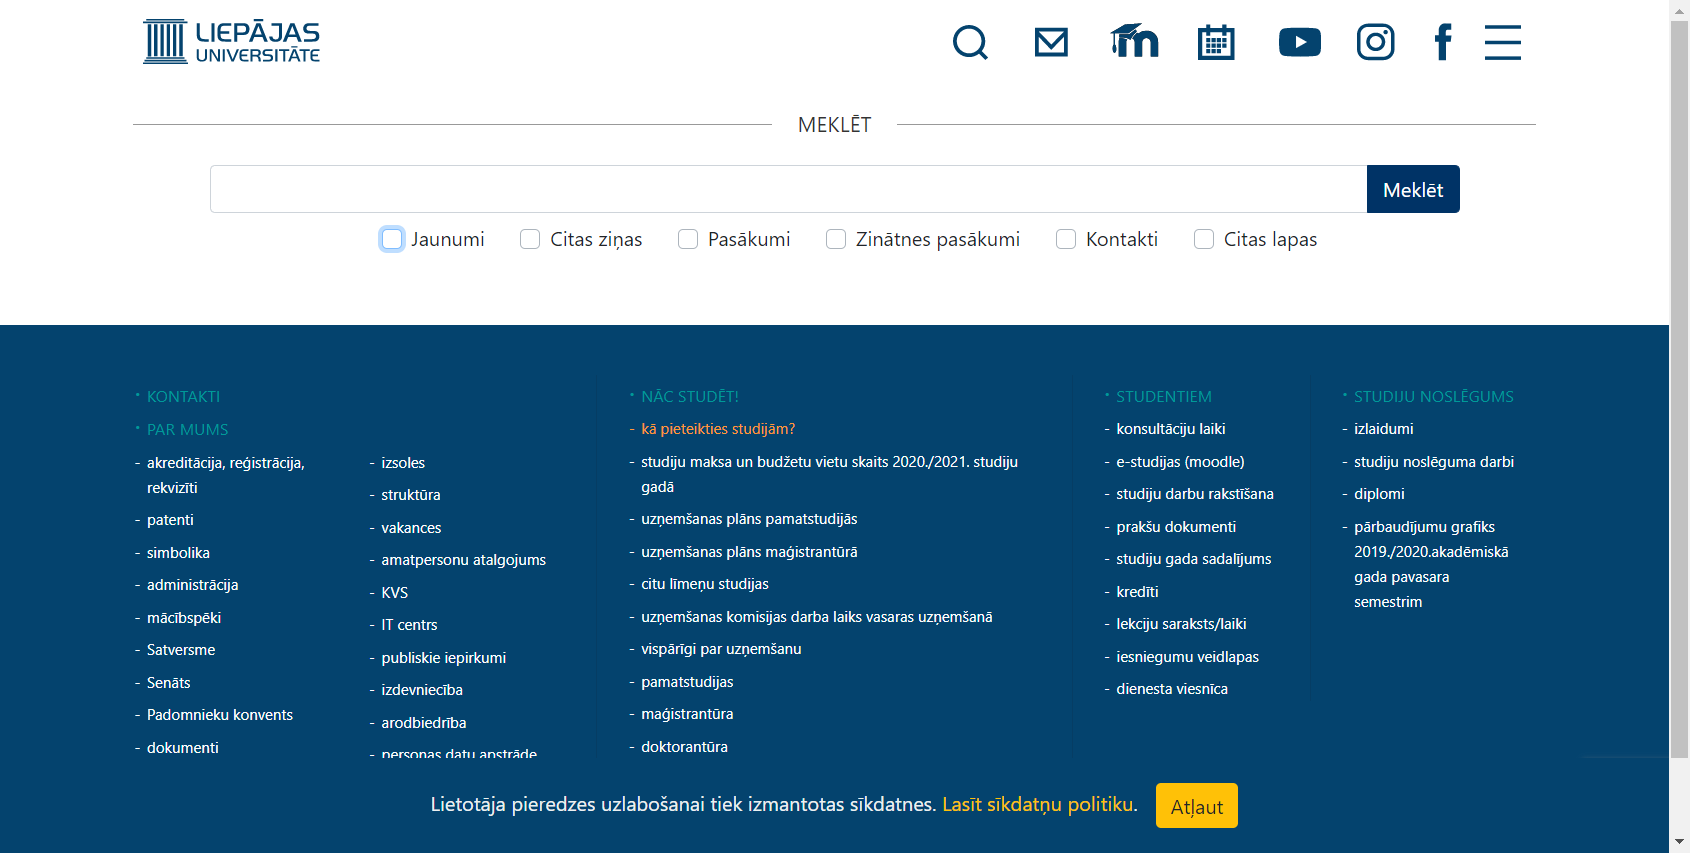 LIEPĀJAS
UNIVERSITĀTE
MEKLĒT
Meklēt
Jaunumi
Citas ziņas
Pasākumi
Zinātnes pasākumi
Kontakti
Citas lapas
KONTAKTI
PAR MUMS
- akreditācija, reģistrācija,
rekvizīti
- patenti
- simbolika
- administrācija
- mācībspēki
- Satversme
- Senāts
- Padomnieku konvents
- dokumenti
- izsoles
- struktūra
- vakances
- amatpersonu atalgojums
- KVS
- IT centrs
- publiskie iepirkumi
- izdevniecība
- arodbiedrība
- personas datu apstrāde
NĀC STUDĒT!
- kā pieteikties studijām?
- studiju maksa un budžetu vietu skaits 2020./2021. studiju
gadā
- uzņemšanas plāns pamatstudijās
- uzņemšanas plāns maģistrantūrā
- citu līmeņu studijas
- uzņemšanas komisijas darba laiks vasaras uzņemšanā
- vispārīgi par uzņemšanu
- pamatstudijas
- maģistrantūra
- doktorantūra
STUDENTIEM
- konsultāciju laiki
- e-studijas (moodle)
- studiju darbu rakstīšana
- prakšu dokumenti
- studiju gada sadalījums
- kredīti
- lekciju saraksts/laiki
- iesniegumu veidlapas
- dienesta viesnīca
STUDIJU NOSLĒGUMS
- izlaidumi
- studiju noslēguma darbi
- diplomi
- pārbaudījumu grafiks
2019./2020.akadēmiskā
gada pavasara
semestrim
Lietotāja pieredzes uzlabošanai tiek izmantotas sīkdatnes. Lasīt sīkdatņu politiku.
Atļaut